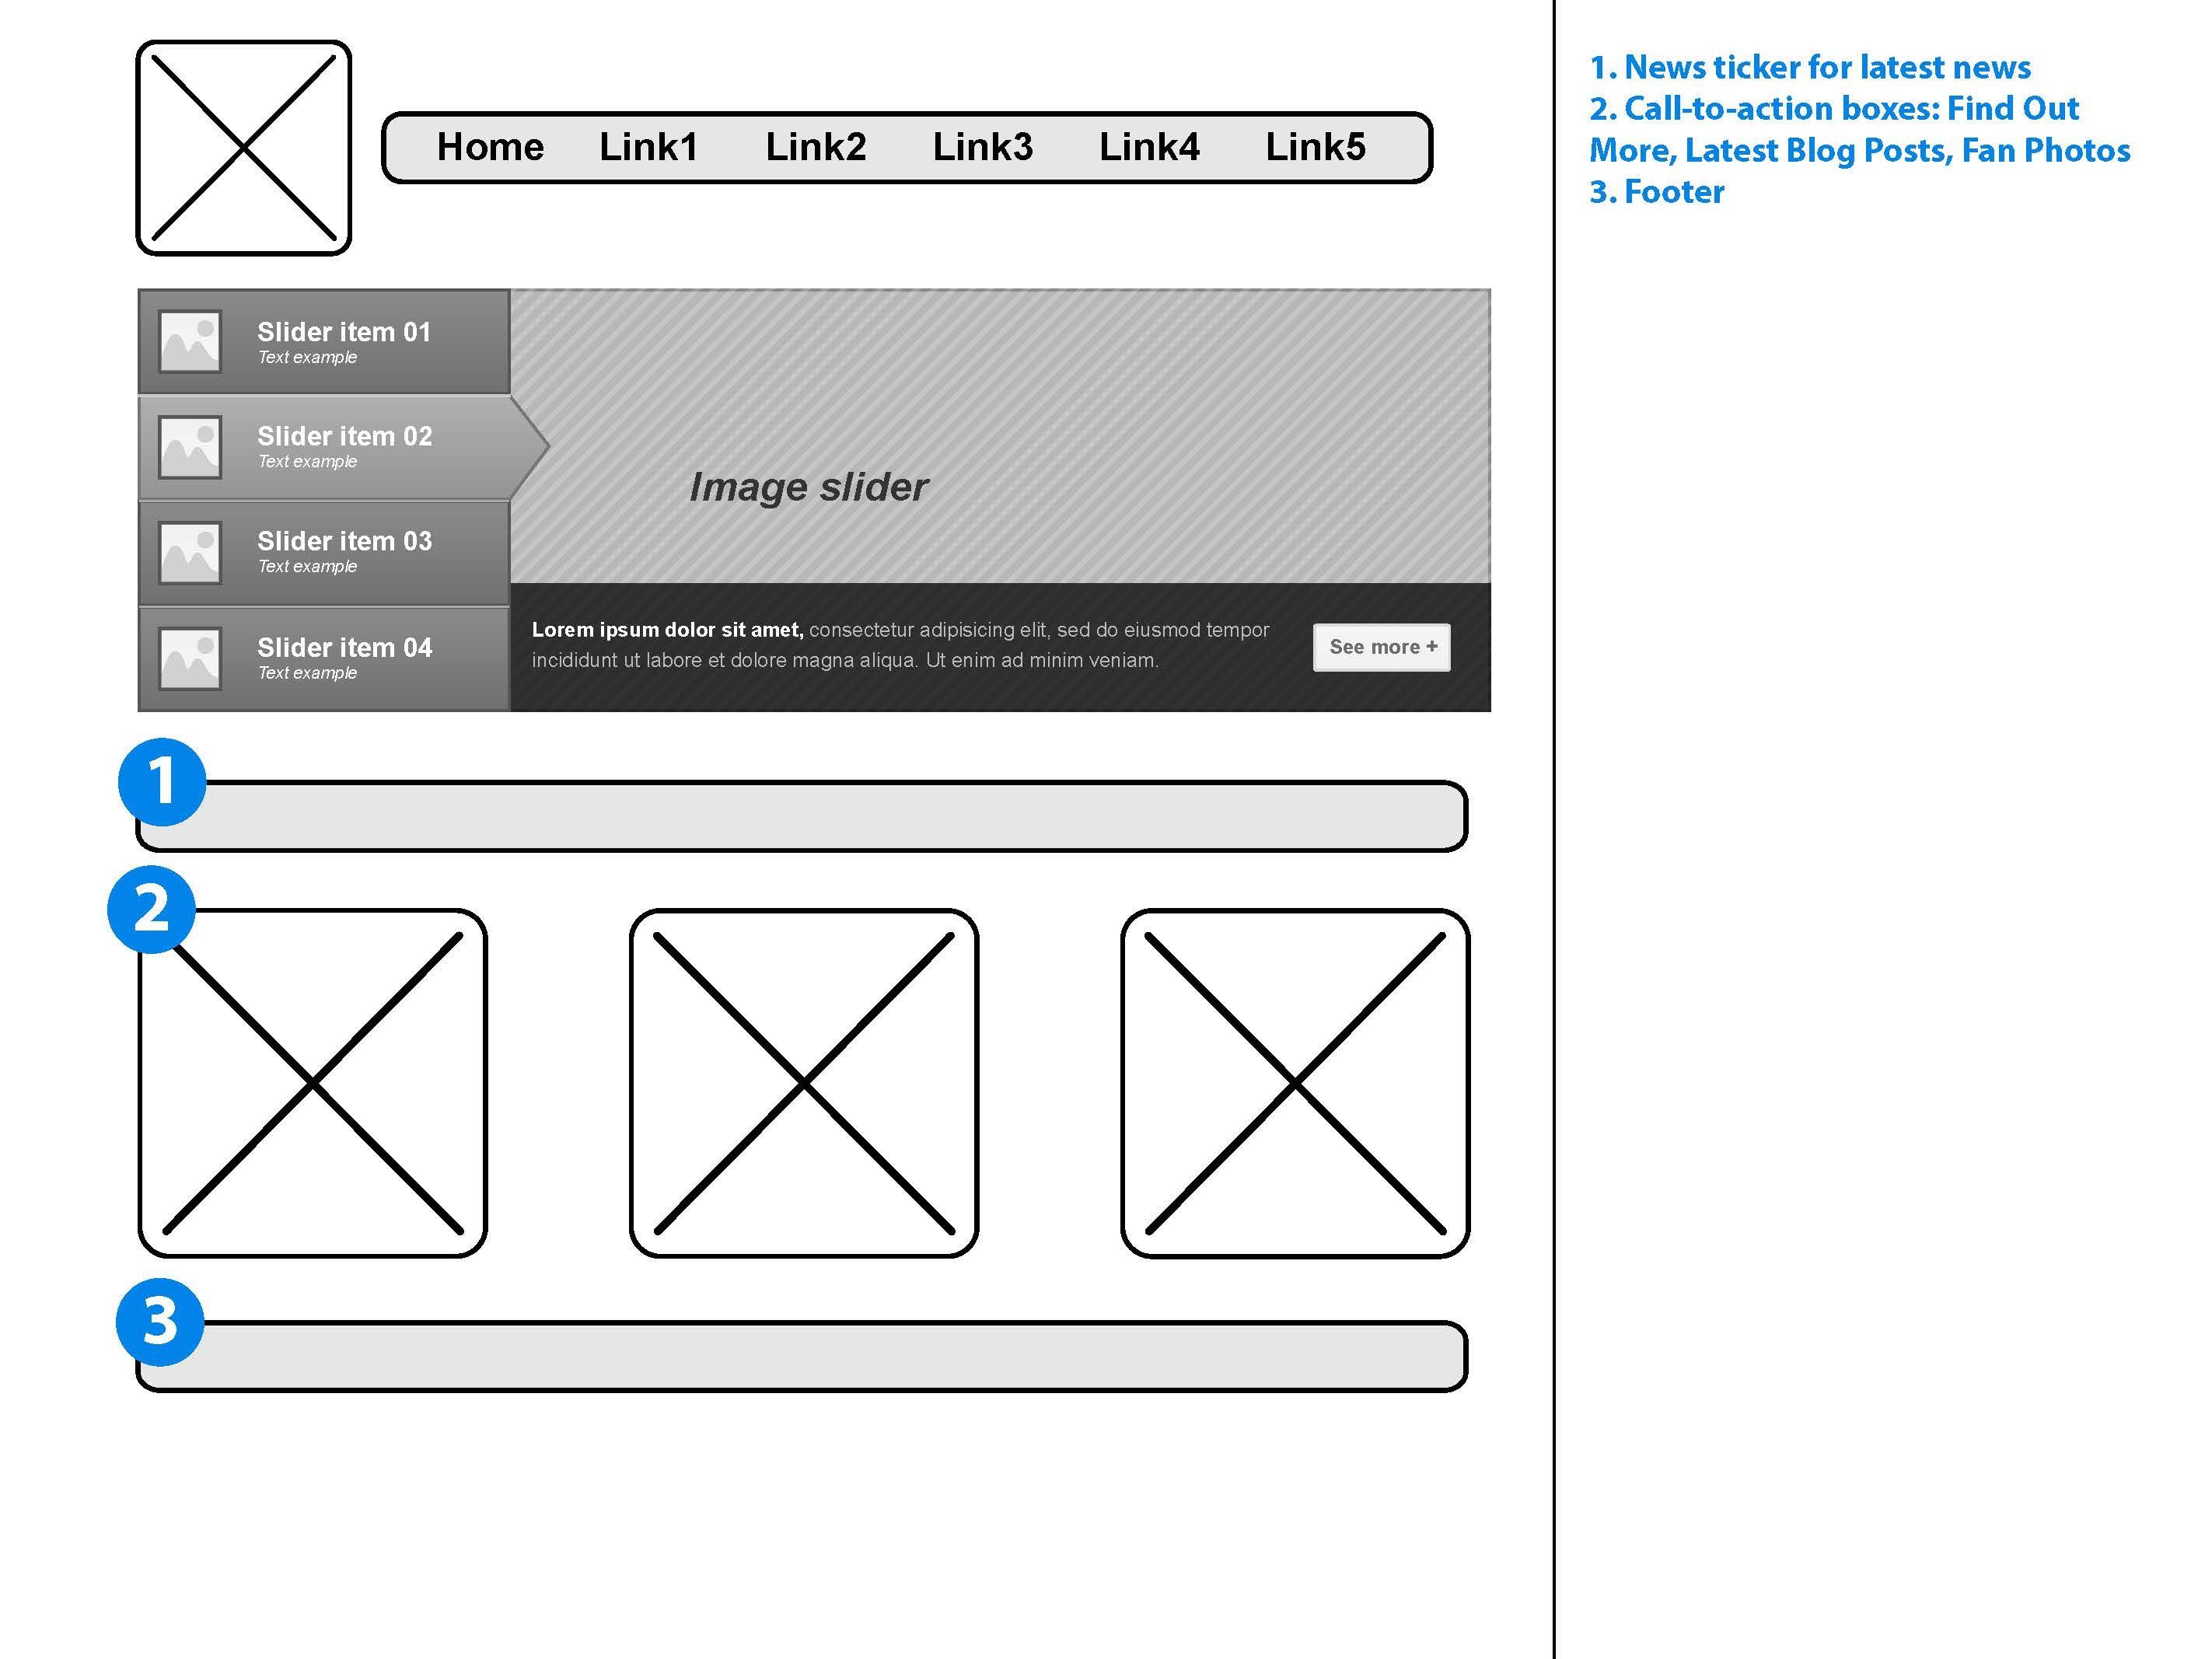 Home Link1 Link2 Link3 Link4 Link5
Slider item 01
Text example
Slider item 02
Text example
Slider item 03
Text example
Slider item 04
Text example
Image slider
Lorem ipsum dolor sit amet, consectetur adipisicing elit, sed do eiusmod tempor
incididunt ut labore et dolore magna aliqua. Ut enim ad minim veniam.
See more +
1
2
3
1. News ticker for latest news
2. Call-to-action boxes: Find Out
More, Latest Blog Posts, Fan Photos
3. Footer